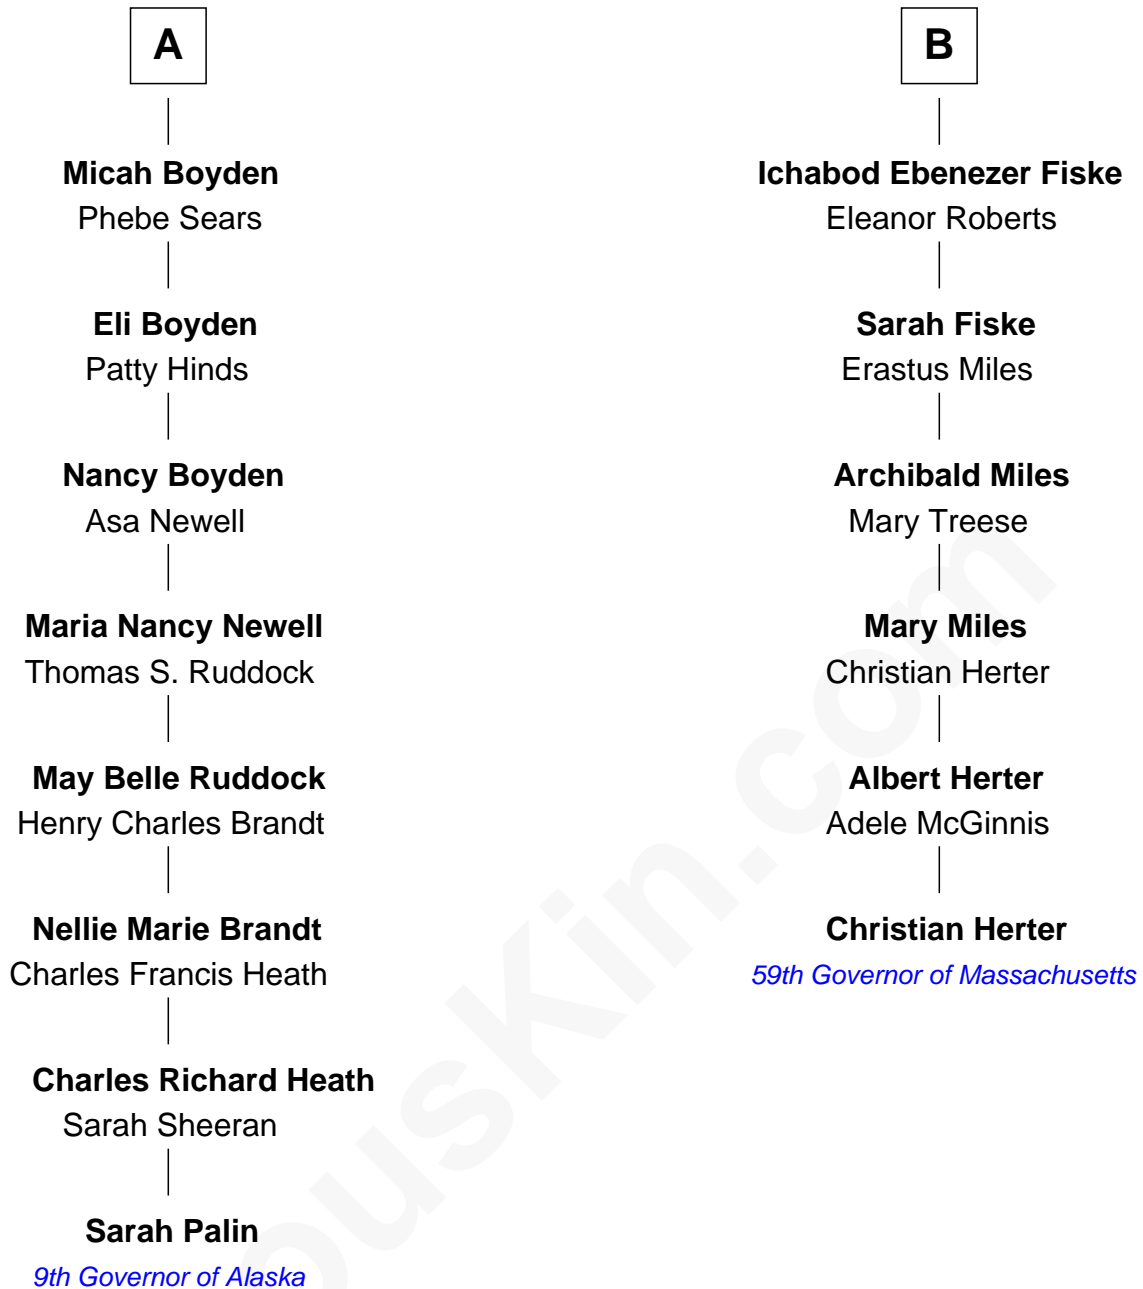 A
Micah Boyden
Phebe Sears
Eli Boyden
Patty Hinds
Nancy Boyden
Asa Newell
Maria Nancy Newell
Thomas S. Ruddock
May Belle Ruddock
Henry Charles Brandt
Nellie Marie Brandt
Charles Francis Heath
Charles Richard Heath
Sarah Sheeran
Sarah Palin
9th Governor of Alaska
B
Ichabod Ebenezer Fiske
Eleanor Roberts
Sarah Fiske
Erastus Miles
Archibald Miles
Mary Treese
Mary Miles
Christian Herter
Albert Herter
Adele McGinnis
Christian Herter
59th Governor of Massachusetts
ousKin.com